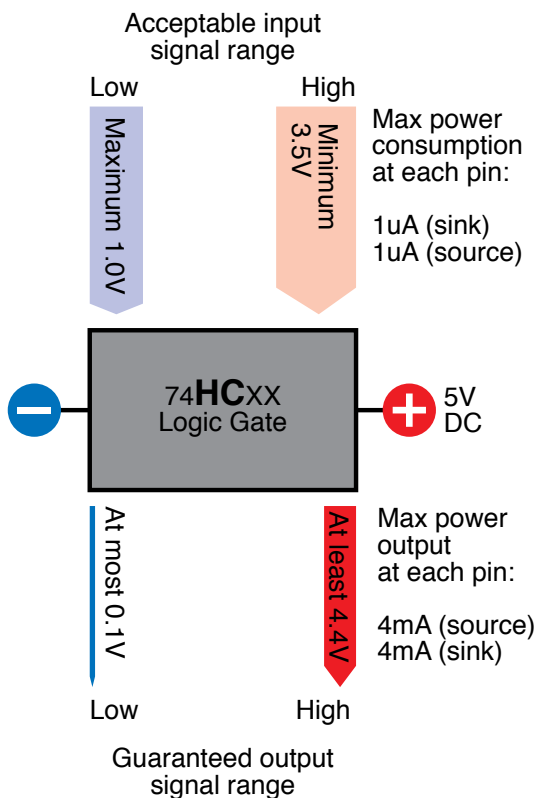 Acceptable input
signal range
Low
High
Maximum 1.0V
Minimum
3.5V
Max power
consumption
at each pin:
1uA (sink)
1uA (source)
74HCXX
Logic Gate
−
+
5V
DC
At most 0.1V
At least 4.4V
Max power
output
at each pin:
4mA (source)
4mA (sink)
Low
High
Guaranteed output
signal range